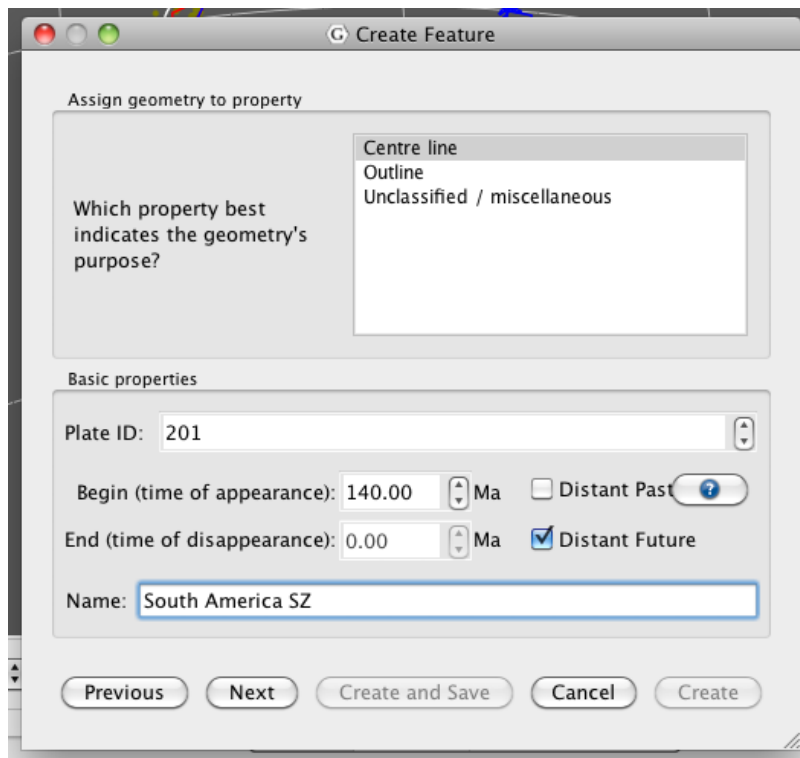 Create Feature
Assign geometry to property
Which property best
indicates the geometry's
purpose?
Centre line
Outline
Unclassified / miscellaneous
Basic properties
Plate ID: 201
Begin (time of appearance): 140.00 Ma Distant Past ?
End (time of disappearance): 0.00 Ma Distant Future
Name: South America SZ
Previous Next Create and Save Cancel Create